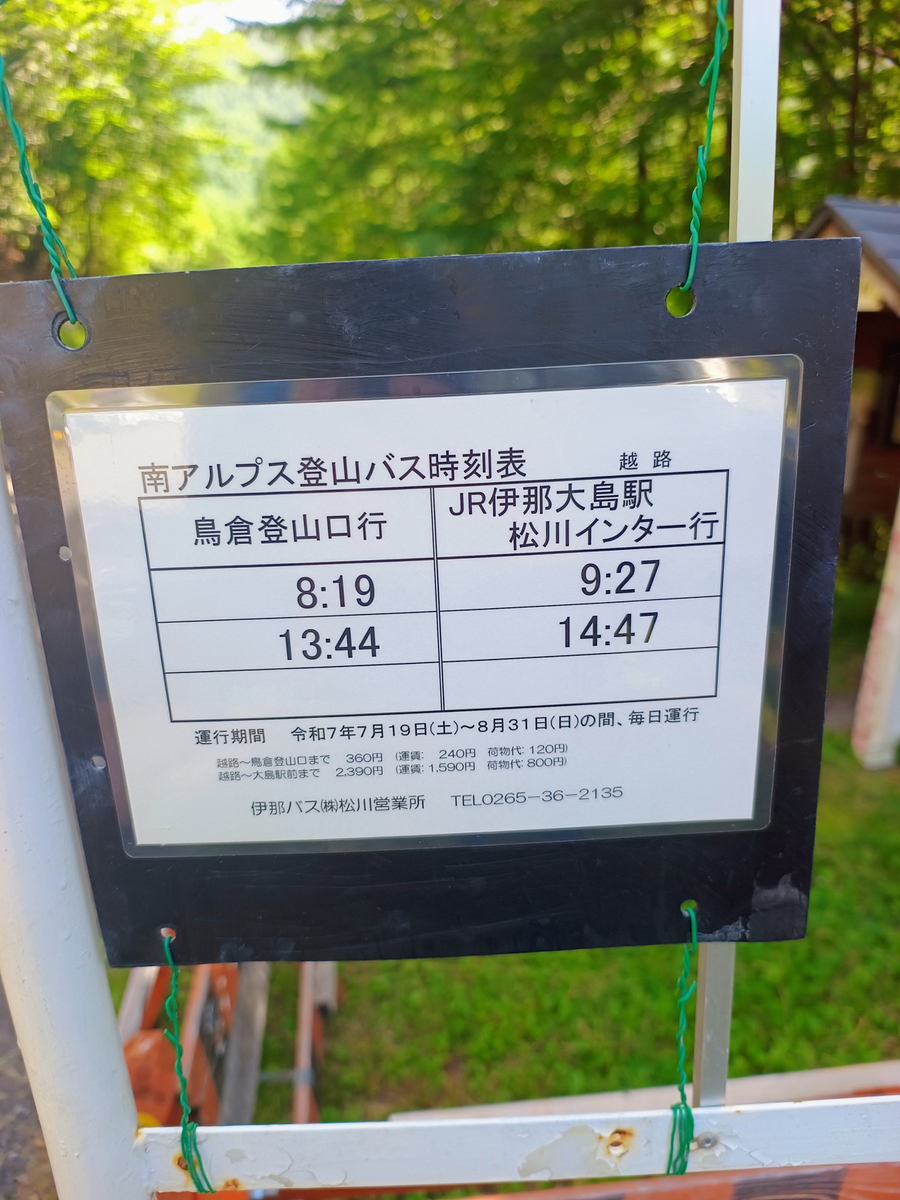 南アルプス登山バス時刻表 越路
鳥倉登山口行
JR伊那大島駅
松川インター行
8:19 9:27
13:44 14:47
運行期間 令和7年7月19日(土)~8月31日(日)の間、毎日運行
越路~鳥倉登山口まで 360円 (運賃: 240円 荷物代: 120円)
越路~大島駅前まで 2,390円 (運賃: 1,590円 荷物代: 800円)
伊那バス㈱松川営業所 TEL0265-36-2135